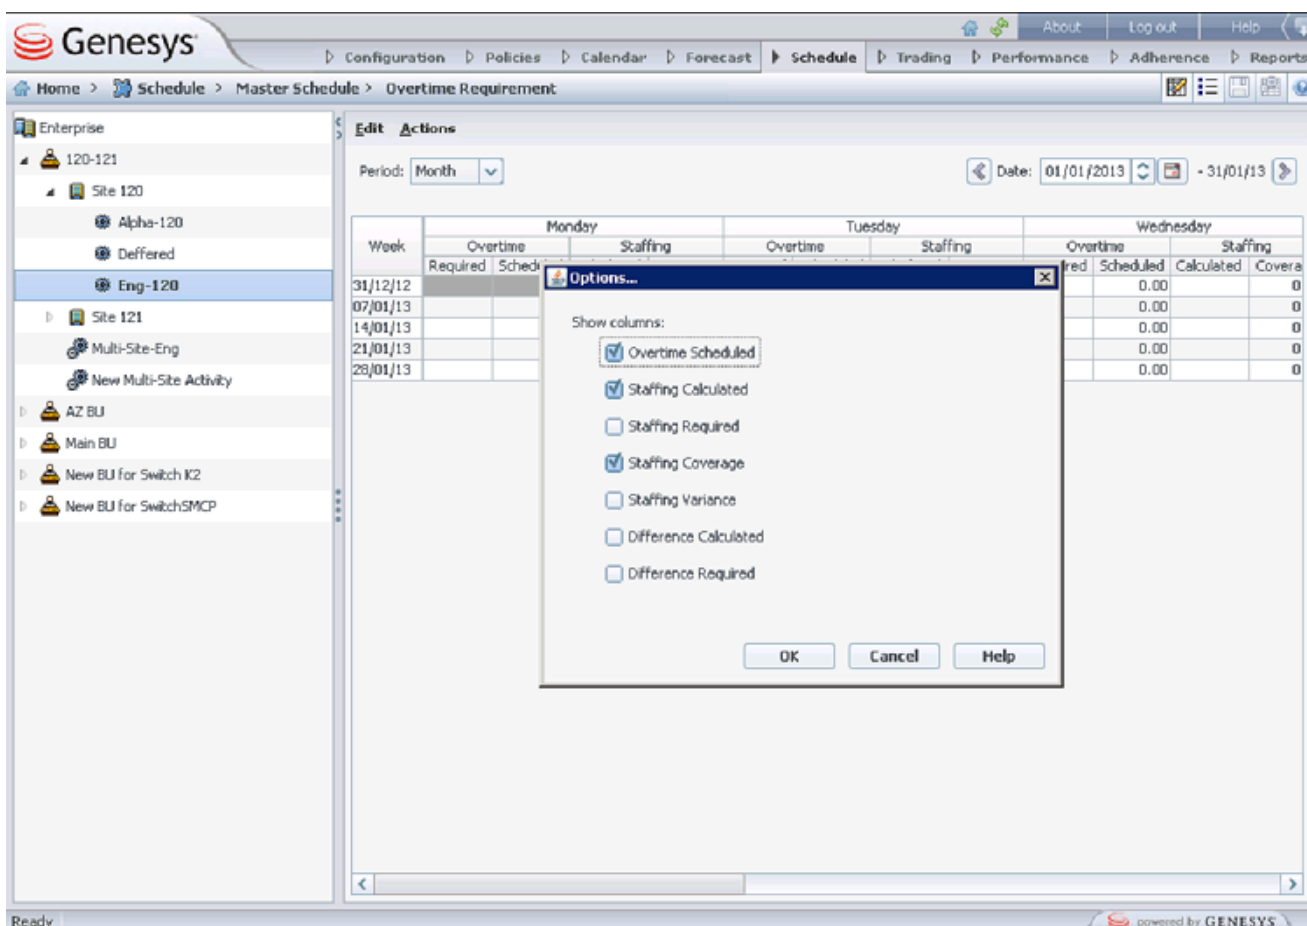 Genesys
About Log out Help
Configuration Policies Calendar Forecast Schedule Trading Performance Adherence Reports
Home > Schedule > Master Schedule > Overtime Requirement
Enterprise
120-121
Site 120
Alpha-120
Deffered
Eng-120
Site 121
Multi-Site-Eng
New Multi-Site Activity
AZ BU
Main BU
New BU for Switch K2
New BU for SwitchSMCP
Edit Actions
Period: Month
Date: 01/01/2013 - 31/01/13
Monday Tuesday Wednesday
Week Overtime Staffing Overtime Staffing Overtime Staffing
Required Scheduled Calculated Covera
31/12/12 0.00 0
07/01/13 0.00 0
14/01/13 0.00 0
21/01/13 0.00 0
28/01/13 0.00 0
Options...
Show columns:
Overtime Scheduled
Staffing Calculated
Staffing Required
Staffing Coverage
Staffing Variance
Difference Calculated
Difference Required
OK Cancel Help
Ready
powered by GENESYS